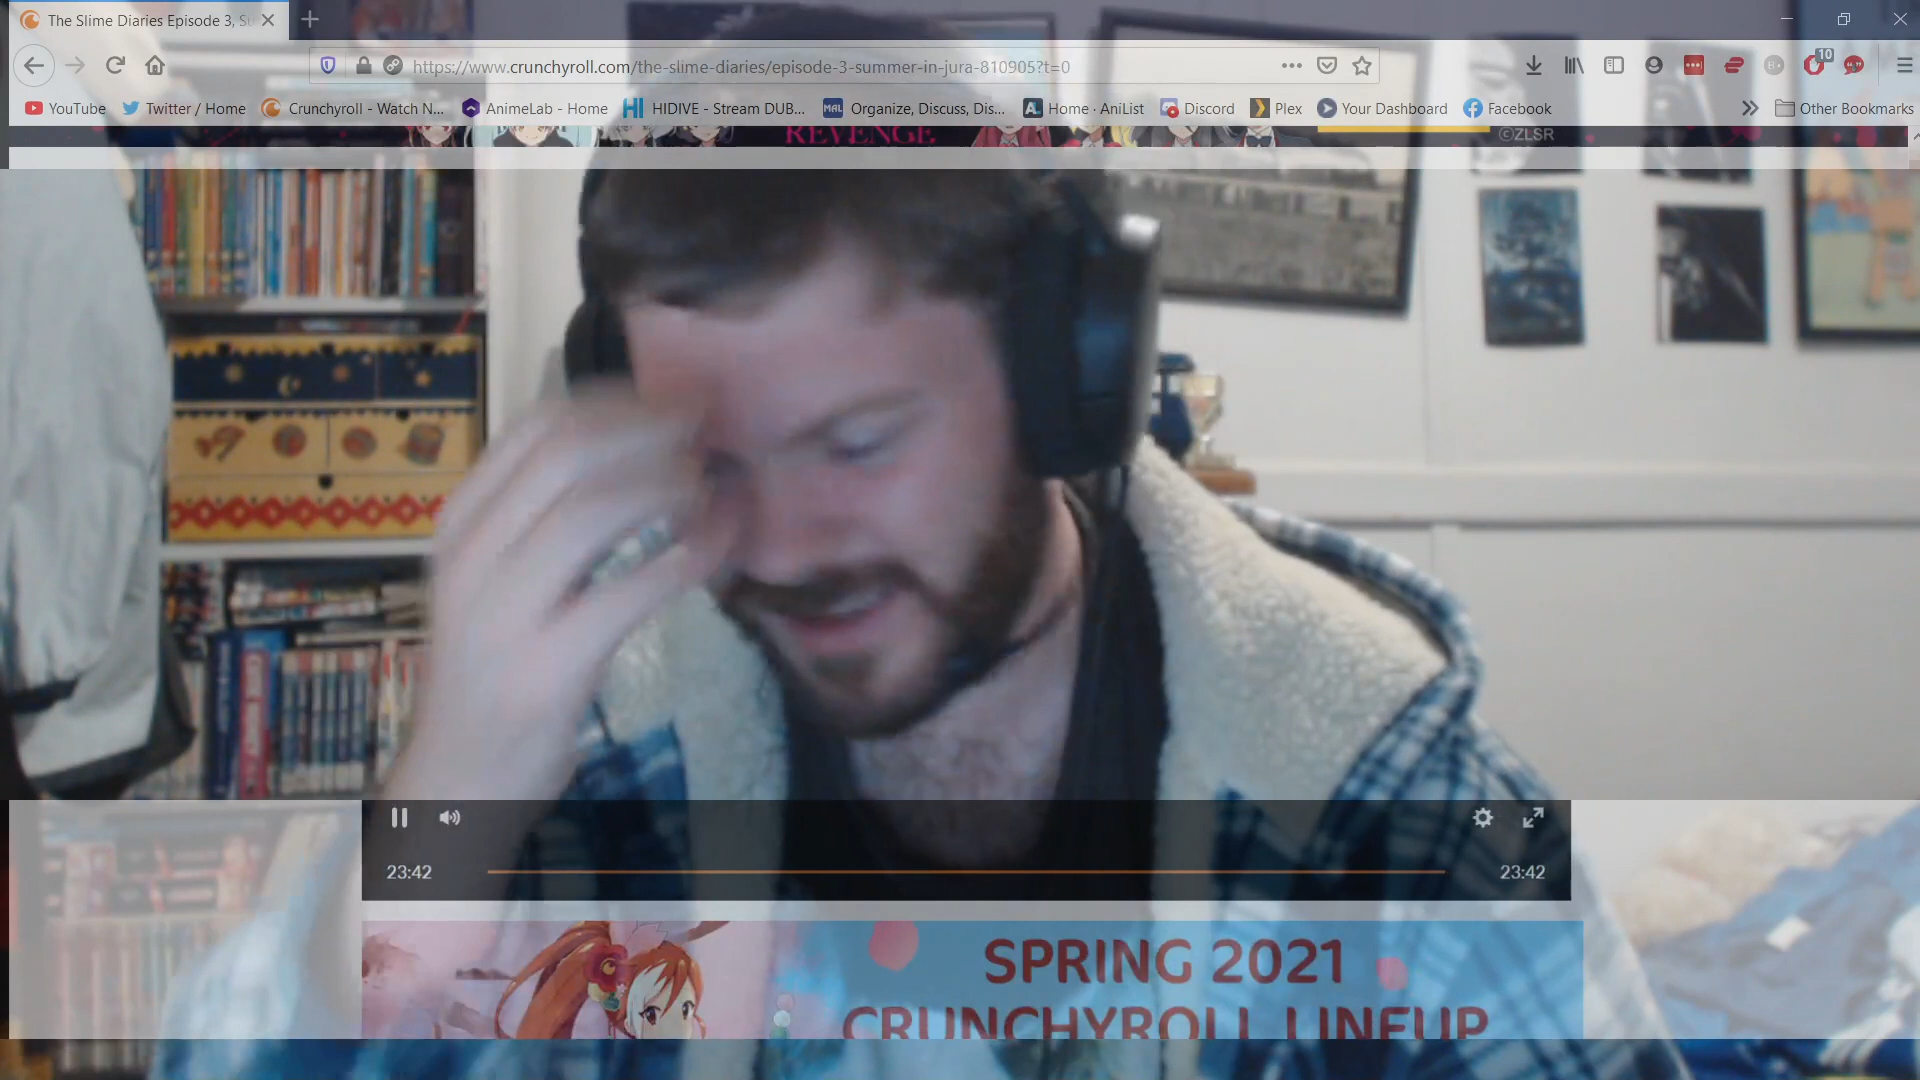 The Slime Diaries Episode 3, Su
https://www.crunchyroll.com/the-slime-diaries/episode-3-summer-in-jura-810905?t=0
10
YouTube Twitter / Home Crunchyroll - Watch N... AnimeLab - Home HIDIVE - Stream DUB... MAL Organize, Discuss, Dis... Home · AniList Discord Plex Your Dashboard Facebook Other Bookmarks
REVENGE ©ZLSR
23:42 23:42
SPRING 2021
CRUNCHYROLL LINEUP